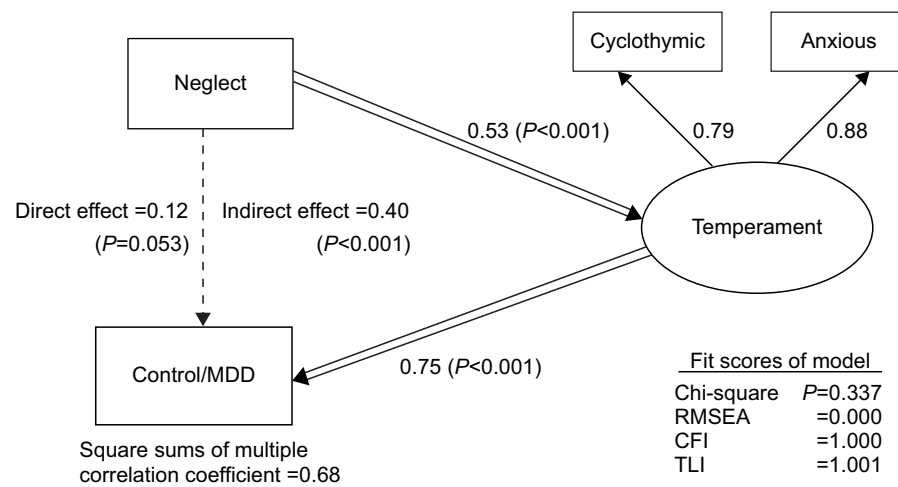 Cyclothymic
Anxious
Neglect
0.53 (P<0.001)
0.79
0.88
Direct effect =0.12
(P=0.053)
Indirect effect =0.40
(P<0.001)
Temperament
Control/MDD
0.75 (P<0.001)
Square sums of multiple
correlation coefficient =0.68
Fit scores of model
Chi-square P=0.337
RMSEA =0.000
CFI =1.000
TLI =1.001